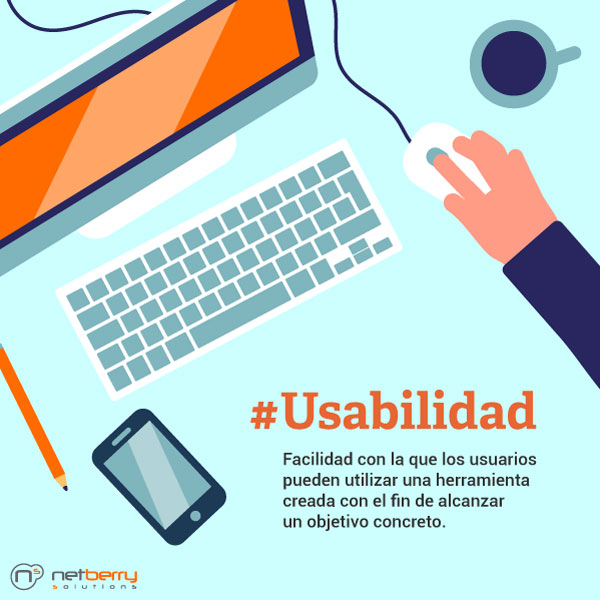 #Usabilidad
Facilidad con la que los usuarios
pueden utilizar una herramienta
creada con el fin de alcanzar
un objetivo concreto.
ns netberry
solutions